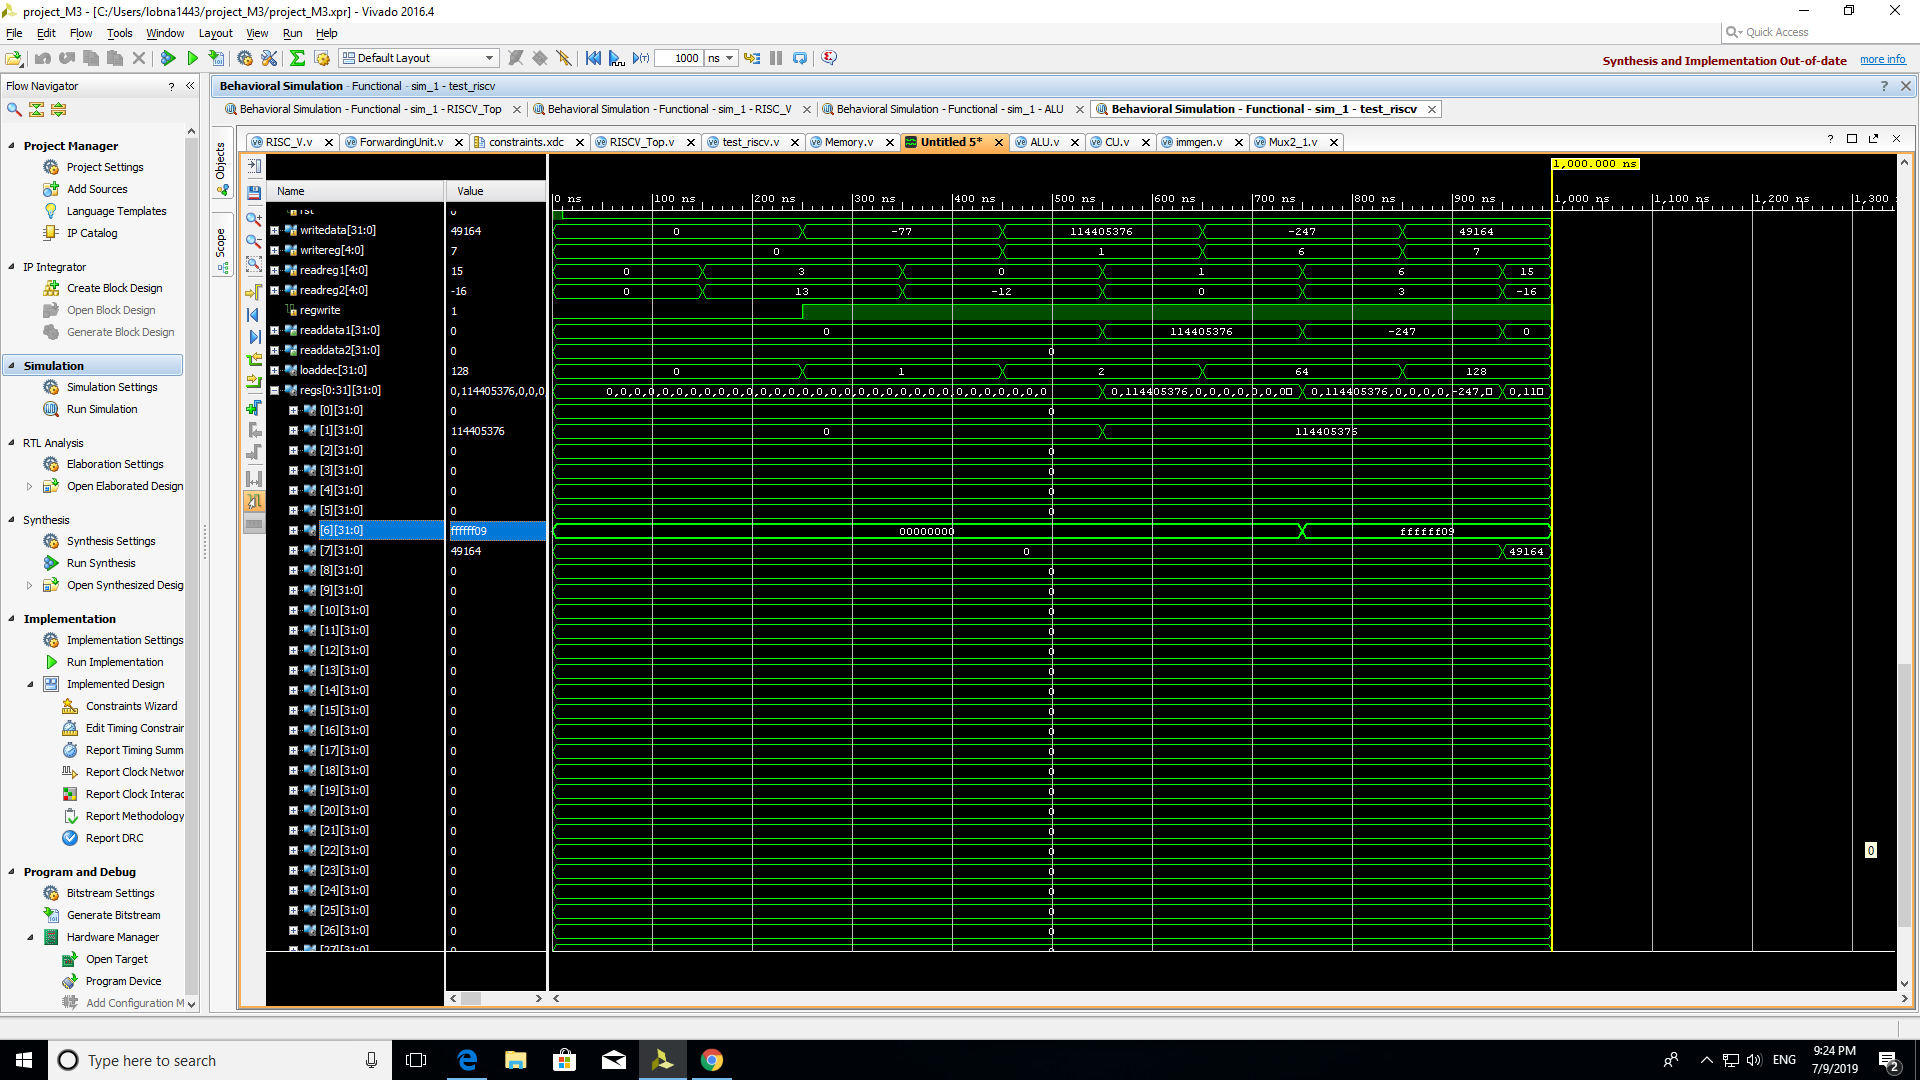 project_M3 - [C:/Users/lobna1443/project_M3/project_M3.xpr] - Vivado 2016.4
File Edit Flow Tools Window Layout View Run Help
Quick Access
Default Layout 1000 ns
Synthesis and Implementation Out-of-date more info
Flow Navigator
Behavioral Simulation - Functional - sim_1 - test_riscv
Behavioral Simulation - Functional - sim_1 - RISCV_Top Behavioral Simulation - Functional - sim_1 - RISC_V Behavioral Simulation - Functional - sim_1 - ALU Behavioral Simulation - Functional - sim_1 - test_riscv
RISC_V.v ForwardingUnit.v constraints.xdc RISCV_Top.v test_riscv.v Memory.v Untitled 5* ALU.v CU.v immgen.v Mux2_1.v
Project Manager
Project Settings
Add Sources
Language Templates
IP Catalog
IP Integrator
Create Block Design
Open Block Design
Generate Block Design
Simulation
Simulation Settings
Run Simulation
RTL Analysis
Elaboration Settings
Open Elaborated Design
Synthesis
Synthesis Settings
Run Synthesis
Open Synthesized Desig
Implementation
Implementation Settings
Run Implementation
Implemented Design
Constraints Wizard
Edit Timing Constrair
Report Timing Summ
Report Clock Networ
Report Clock Interac
Report Methodology
Report DRC
Program and Debug
Bitstream Settings
Generate Bitstream
Hardware Manager
Open Target
Program Device
Add Configuration M
Objects
Scope
1,000.000 ns
Name Value
0 ns 100 ns 200 ns 300 ns 400 ns 500 ns 600 ns 700 ns 800 ns 900 ns 1,000 ns 1,100 ns 1,200 ns 1,300
rst 0
writedata[31:0] 49164 0 -77 114405376 -247 49164
writereg[4:0] 7 0 1 6 7
readreg1[4:0] 15 0 3 0 1 6 15
readreg2[4:0] -16 0 13 -12 0 3 -16
regwrite 1
readdata1[31:0] 0 0 114405376 -247 0
readdata2[31:0] 0 0
loaddec[31:0] 128 0 1 2 64 128
regs[0:31][31:0] 0,114405376,0,0,0 0,0,0,0,0,0,0,0,0,0,0,0,0,0,0,0,0,0,0,0,0,0,0 0,114405376,0,0,0,0,0,0 0,114405376,0,0,0,0,-247, 0,11
[0][31:0] 0 0
[1][31:0] 114405376 0 114405376
[2][31:0] 0 0
[3][31:0] 0 0
[4][31:0] 0 0
[5][31:0] 0 0
[6][31:0] ffffff09 00000000 ffffff09
[7][31:0] 49164 0 49164
[8][31:0] 0 0
[9][31:0] 0 0
[10][31:0] 0 0
[11][31:0] 0 0
[12][31:0] 0 0
[13][31:0] 0 0
[14][31:0] 0 0
[15][31:0] 0 0
[16][31:0] 0 0
[17][31:0] 0 0
[18][31:0] 0 0
[19][31:0] 0 0
[20][31:0] 0 0
[21][31:0] 0 0
[22][31:0] 0 0
[23][31:0] 0 0
[24][31:0] 0 0
[25][31:0] 0 0
[26][31:0] 0 0
[27][31:0] 0 0
0
Type here to search
ENG
9:24 PM
7/9/2019
2